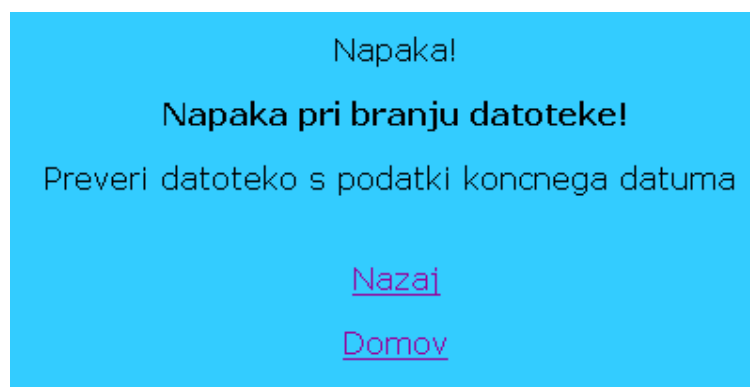 Napaka!
Napaka pri branju datoteke!
Preveri datoteko s podatki koncnega datuma
Nazaj
Domov